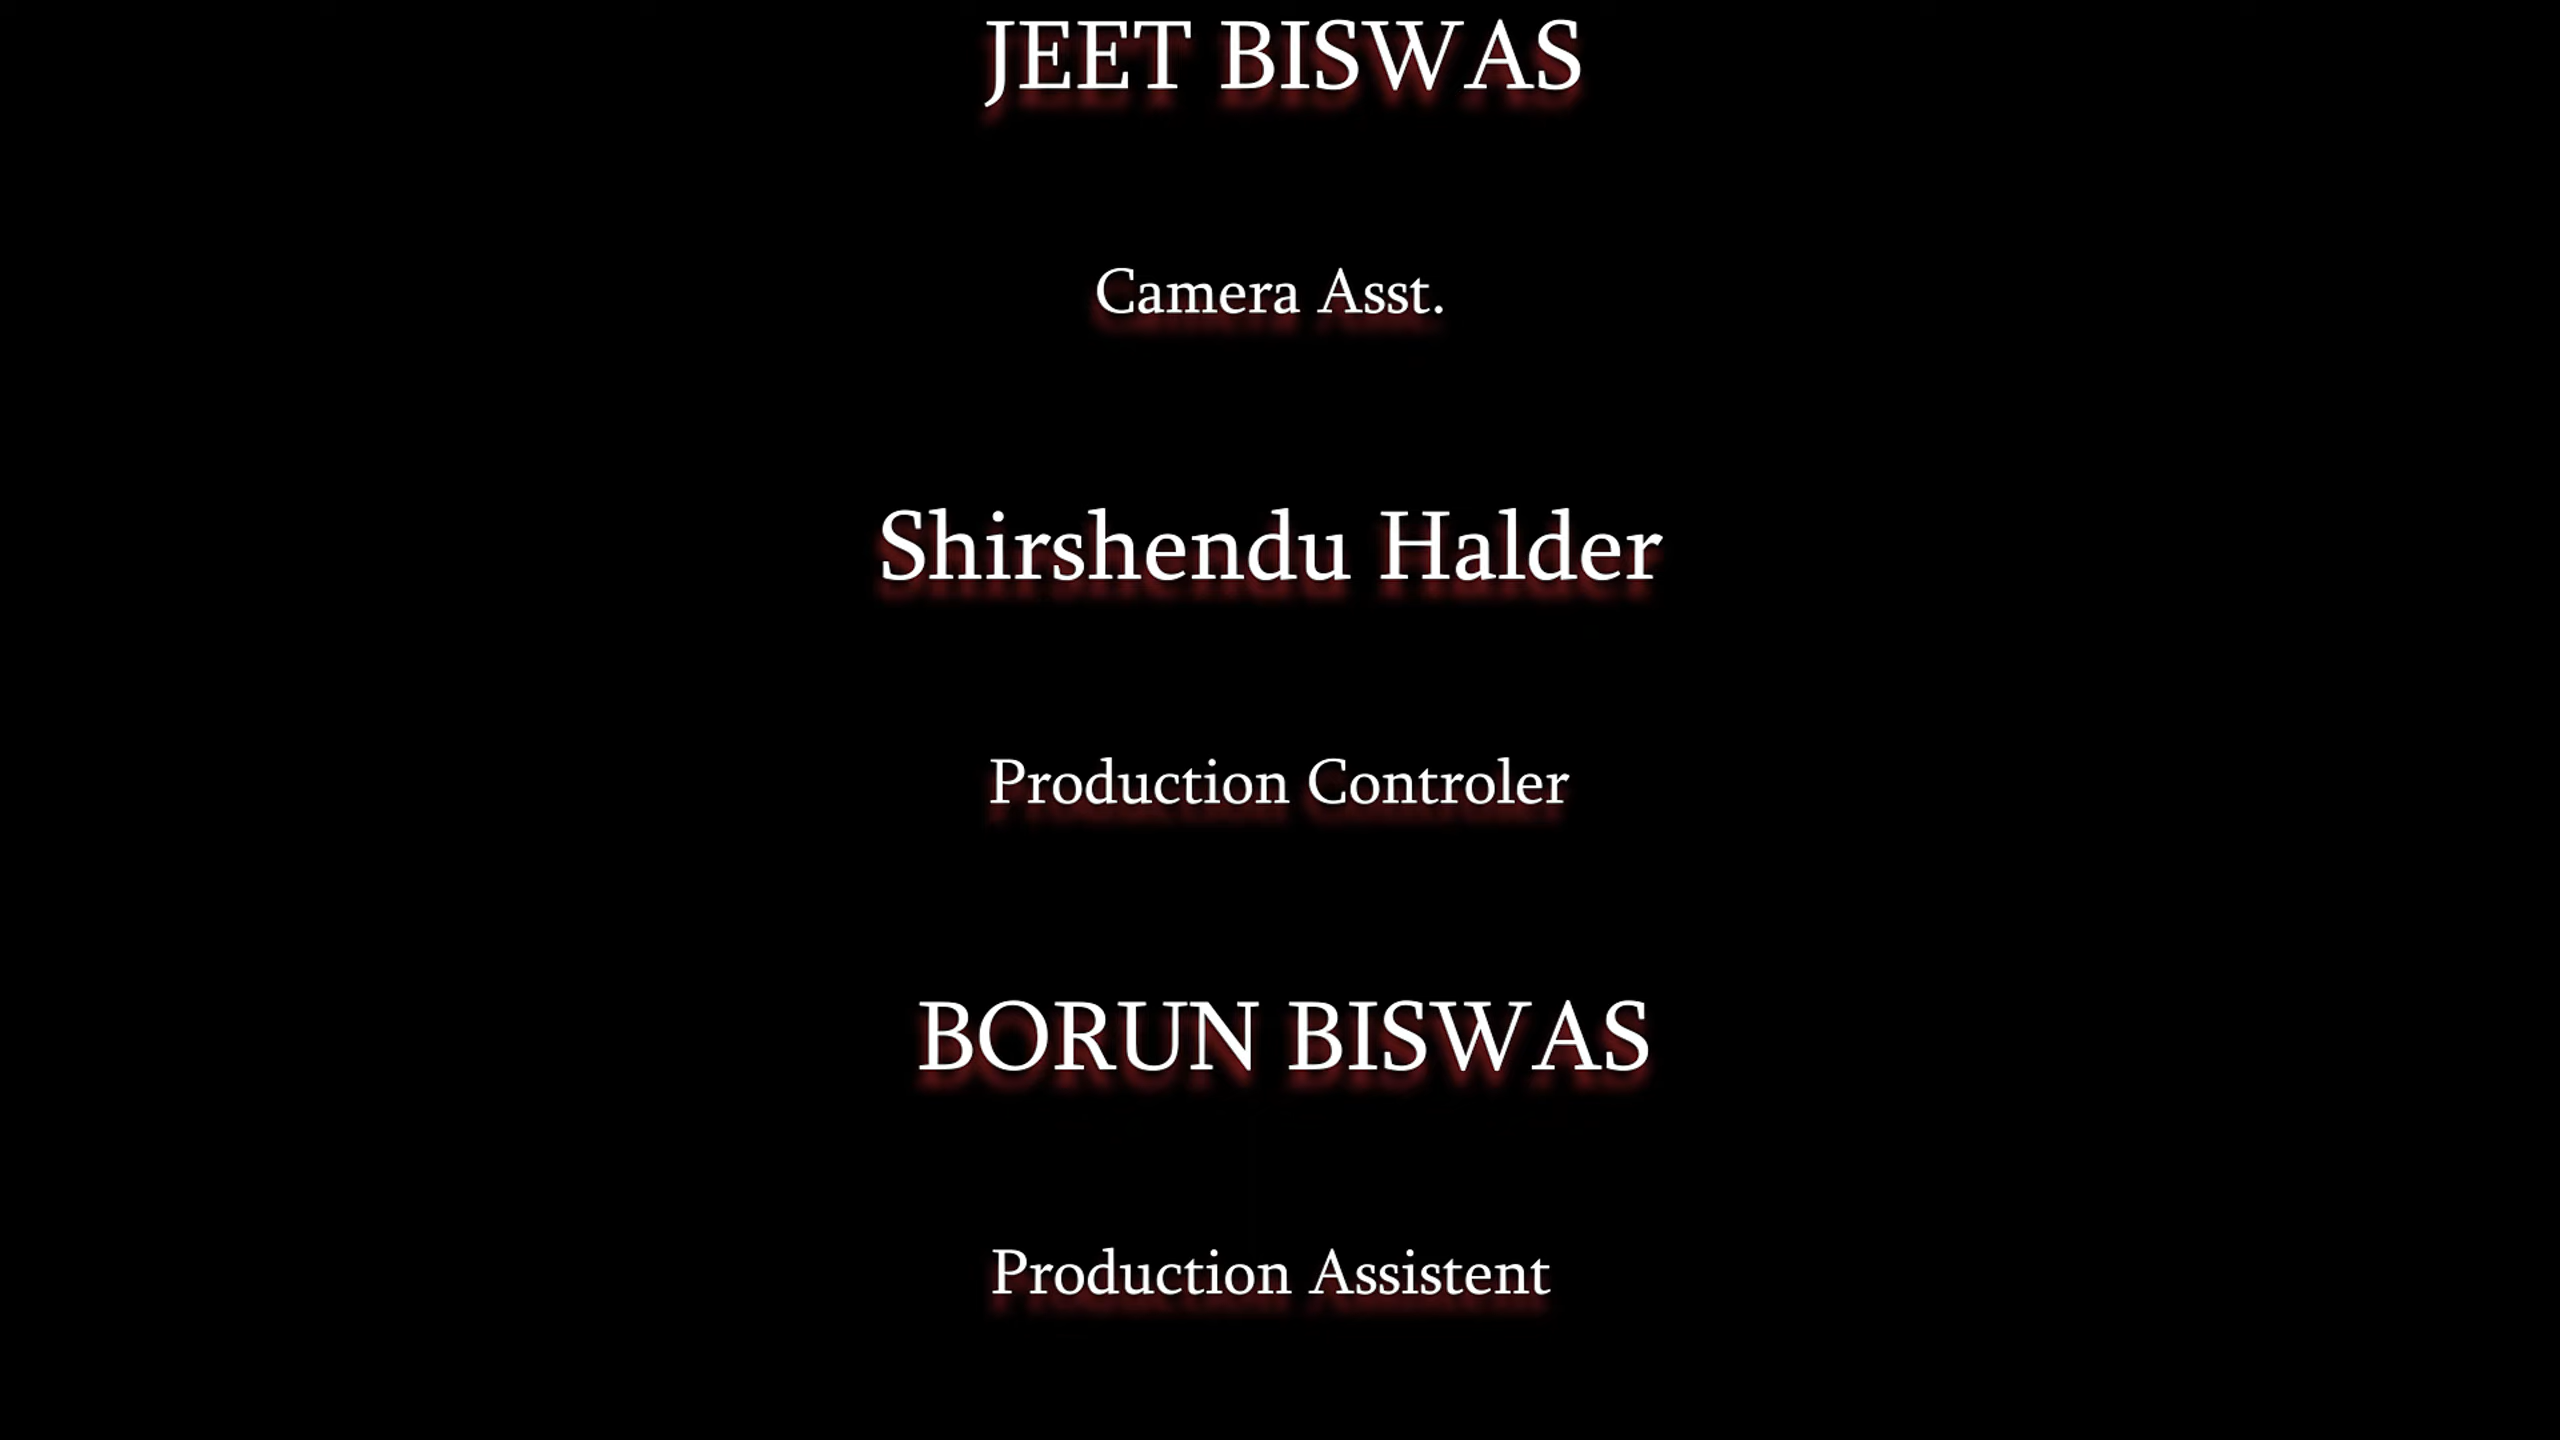 JEET BISWAS
Camera Asst.
Shirshendu Halder
Production Controler
BORUN BISWAS
Production Assistent